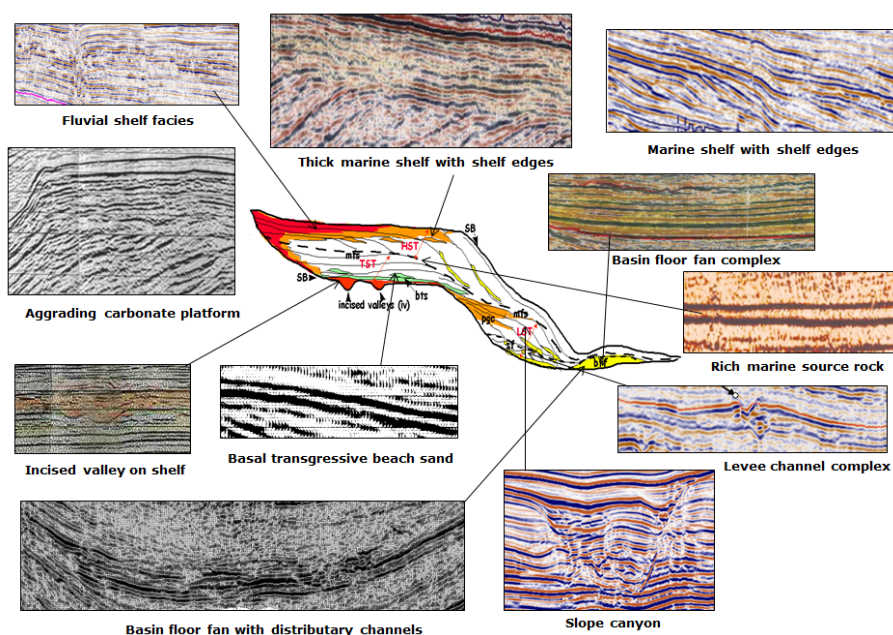 Fluvial shelf facies
Thick marine shelf with shelf edges
Marine shelf with shelf edges
Aggrading carbonate platform
Basin floor fan complex
SB
HST
mfs
TST
SB
bts
incised valleys (iv)
mfs
pgc
LST
sf
bff
Rich marine source rock
Incised valley on shelf
Basal transgressive beach sand
Levee channel complex
Basin floor fan with distributary channels
Slope canyon